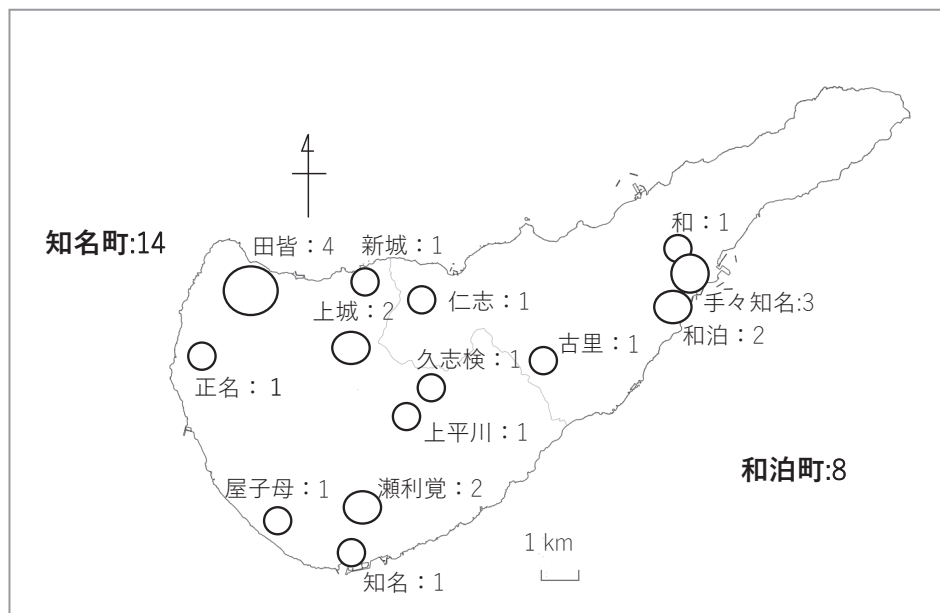 4
和：1
知名町:14
田皆：4
新城：1
仁志：1
手々知名:3
上城：2
和泊：2
古里：1
久志検：1
正名：1
上平川：1
和泊町:8
屋子母：1
瀬利覚：2
1 km
知名：1